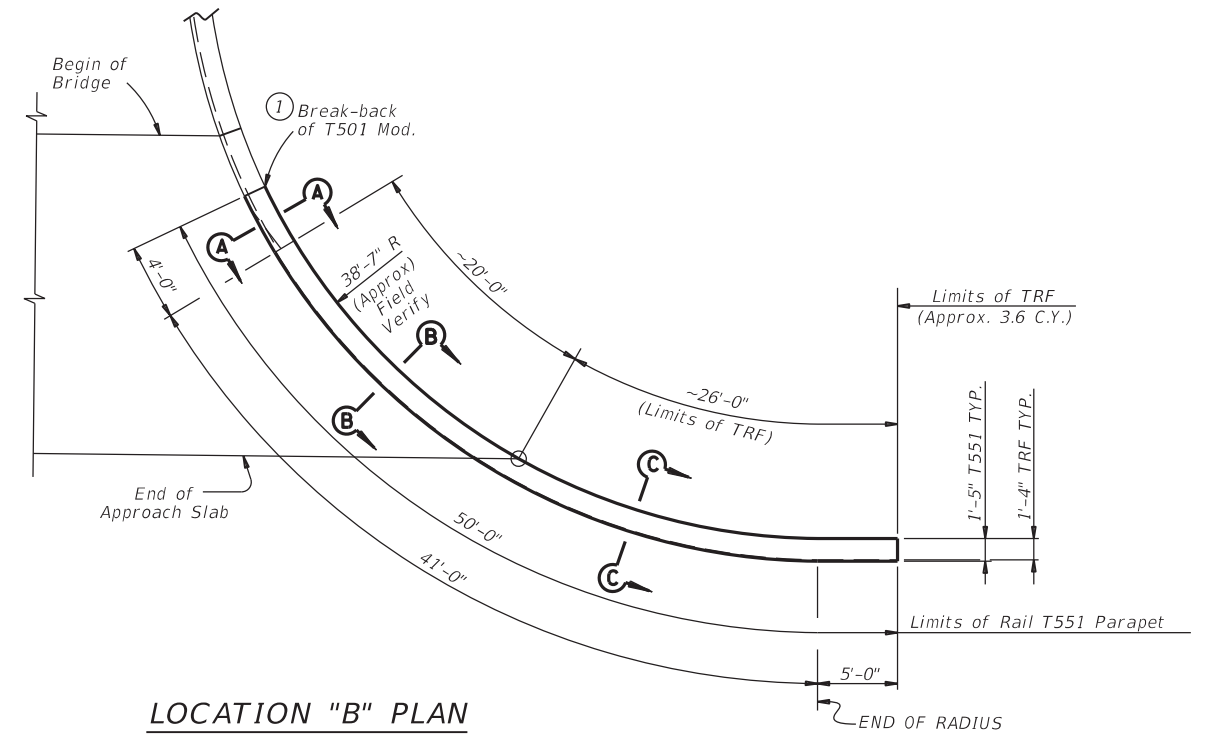 Begin of
Bridge
1
Break-back
of T501 Mod.
A
A
4'-0"
38'-7" R
(Approx)
Field
Verify
~20'-0"
B
B
Limits of TRF
(Approx. 3.6 C.Y.)
~26'-0"
(Limits of TRF)
1'-5" T551 TYP.
1'-4" TRF TYP.
C
C
End of
Approach Slab
50'-0"
41'-0"
Limits of Rail T551 Parapet
5'-0"
END OF RADIUS
LOCATION "B" PLAN